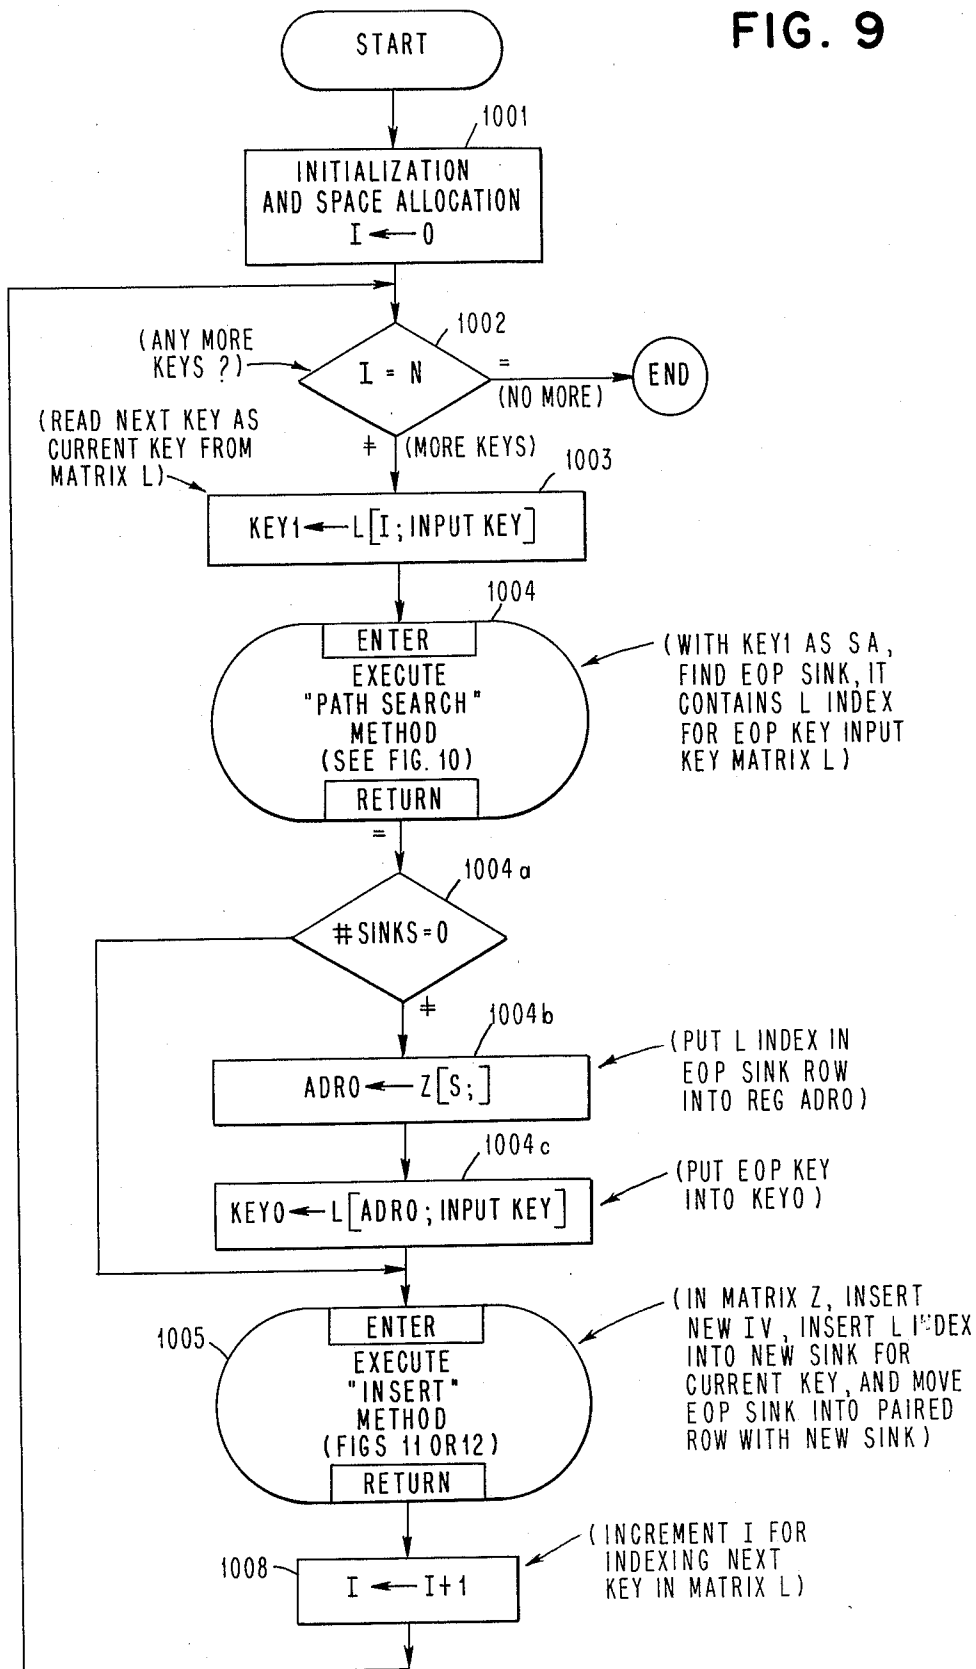 FIG. 9
START
1001
INITIALIZATION
AND SPACE ALLOCATION
I ← 0
1002
(ANY MORE
KEYS ?)
I = N
=
(NO MORE)
END
≠
(MORE KEYS)
(READ NEXT KEY AS
CURRENT KEY FROM
MATRIX L)
1003
KEY1 ← L[I; INPUT KEY]
1004
ENTER
EXECUTE
"PATH SEARCH"
METHOD
(SEE FIG. 10)
RETURN
(WITH KEY1 AS SA,
FIND EOP SINK, IT
CONTAINS L INDEX
FOR EOP KEY INPUT
KEY MATRIX L)
=
1004a
#SINKS=0
≠
1004b
ADR0 ← Z[S;]
(PUT L INDEX IN
EOP SINK ROW
INTO REG ADR0)
1004c
KEY0 ← L[ADR0; INPUT KEY]
(PUT EOP KEY
INTO KEY0)
1005
ENTER
EXECUTE
"INSERT"
METHOD
(FIGS 11 OR 12)
RETURN
(IN MATRIX Z, INSERT
NEW IV, INSERT L INDEX
INTO NEW SINK FOR
CURRENT KEY, AND MOVE
EOP SINK INTO PAIRED
ROW WITH NEW SINK)
1008
I ← I+1
(INCREMENT I FOR
INDEXING NEXT
KEY IN MATRIX L)